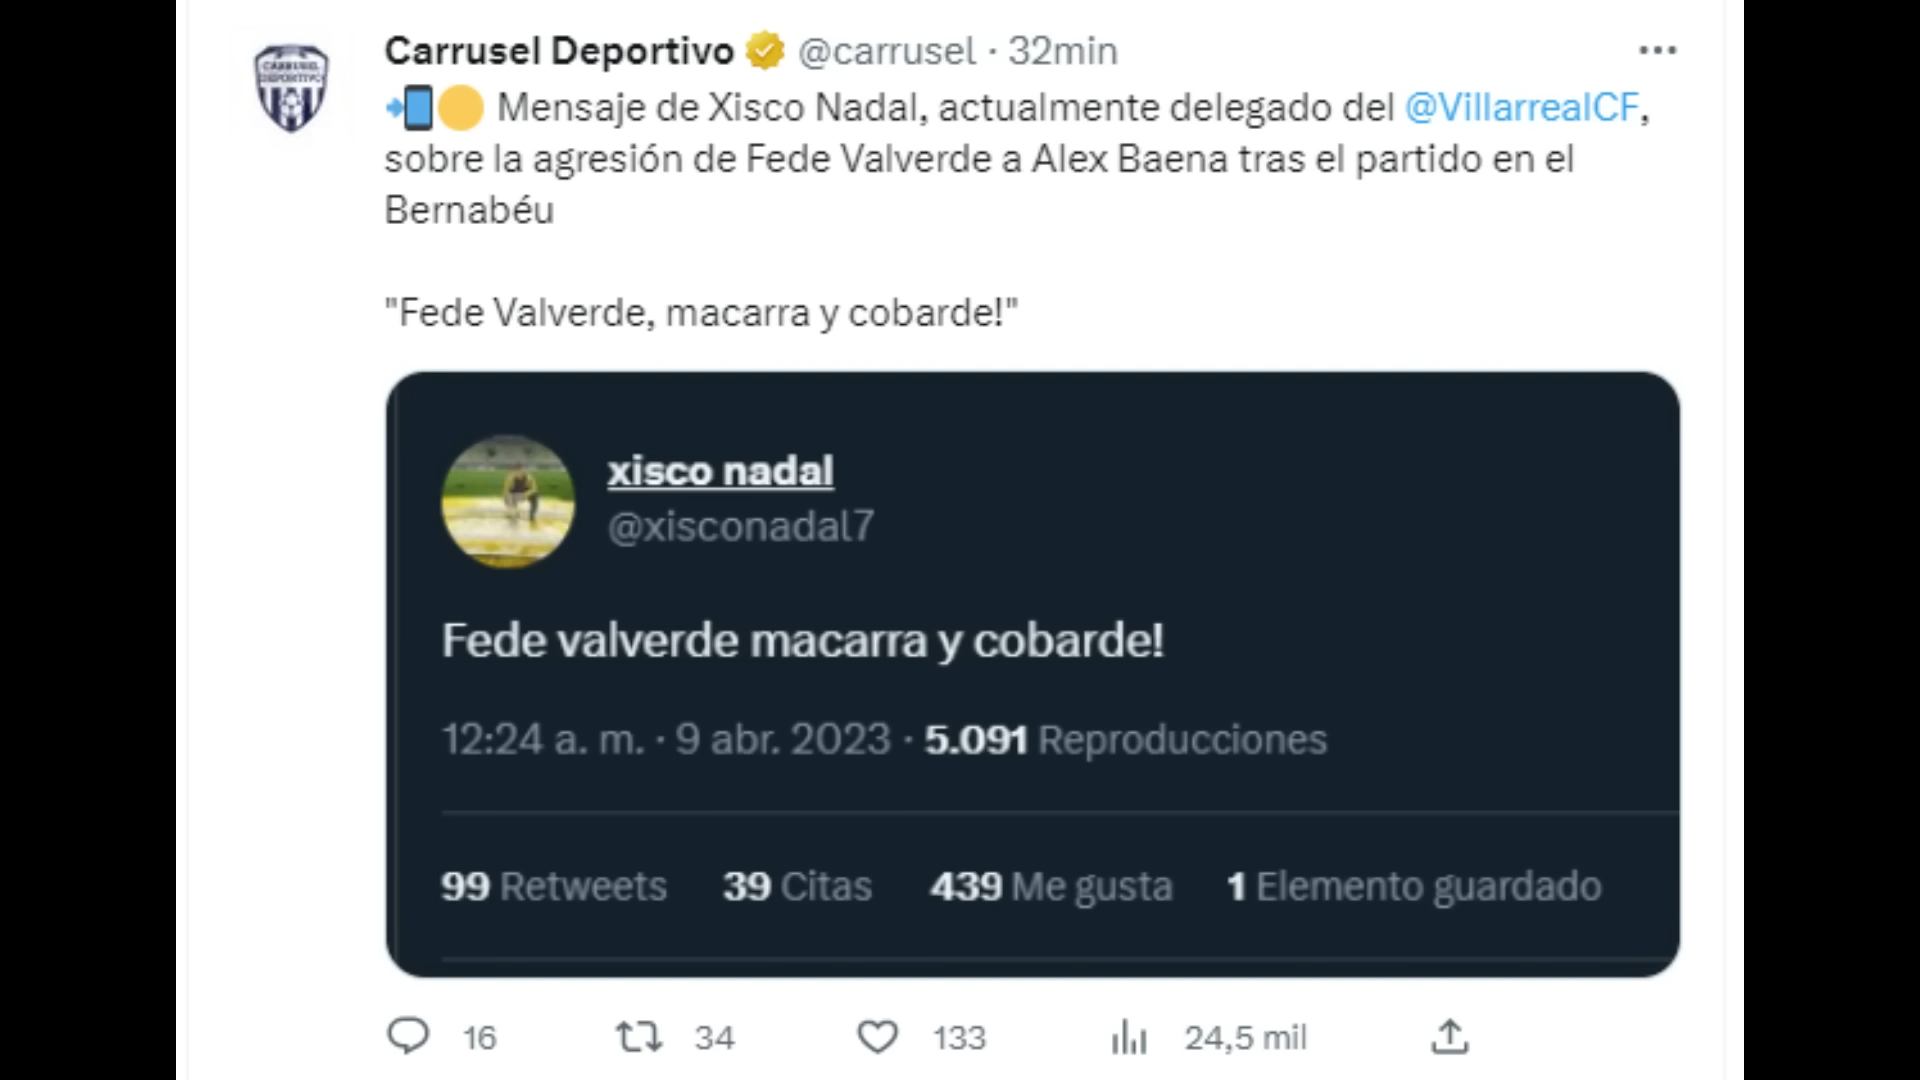 CARRUSEL
DEPORTIVO
Carrusel Deportivo @carrusel · 32min
Mensaje de Xisco Nadal, actualmente delegado del @VillarrealCF,
sobre la agresión de Fede Valverde a Alex Baena tras el partido en el
Bernabéu
"Fede Valverde, macarra y cobarde!"
xisco nadal
@xisconadal7
Fede valverde macarra y cobarde!
12:24 a. m. · 9 abr. 2023 · 5.091 Reproducciones
99 Retweets 39 Citas 439 Me gusta 1 Elemento guardado
16 34 133 24,5 mil